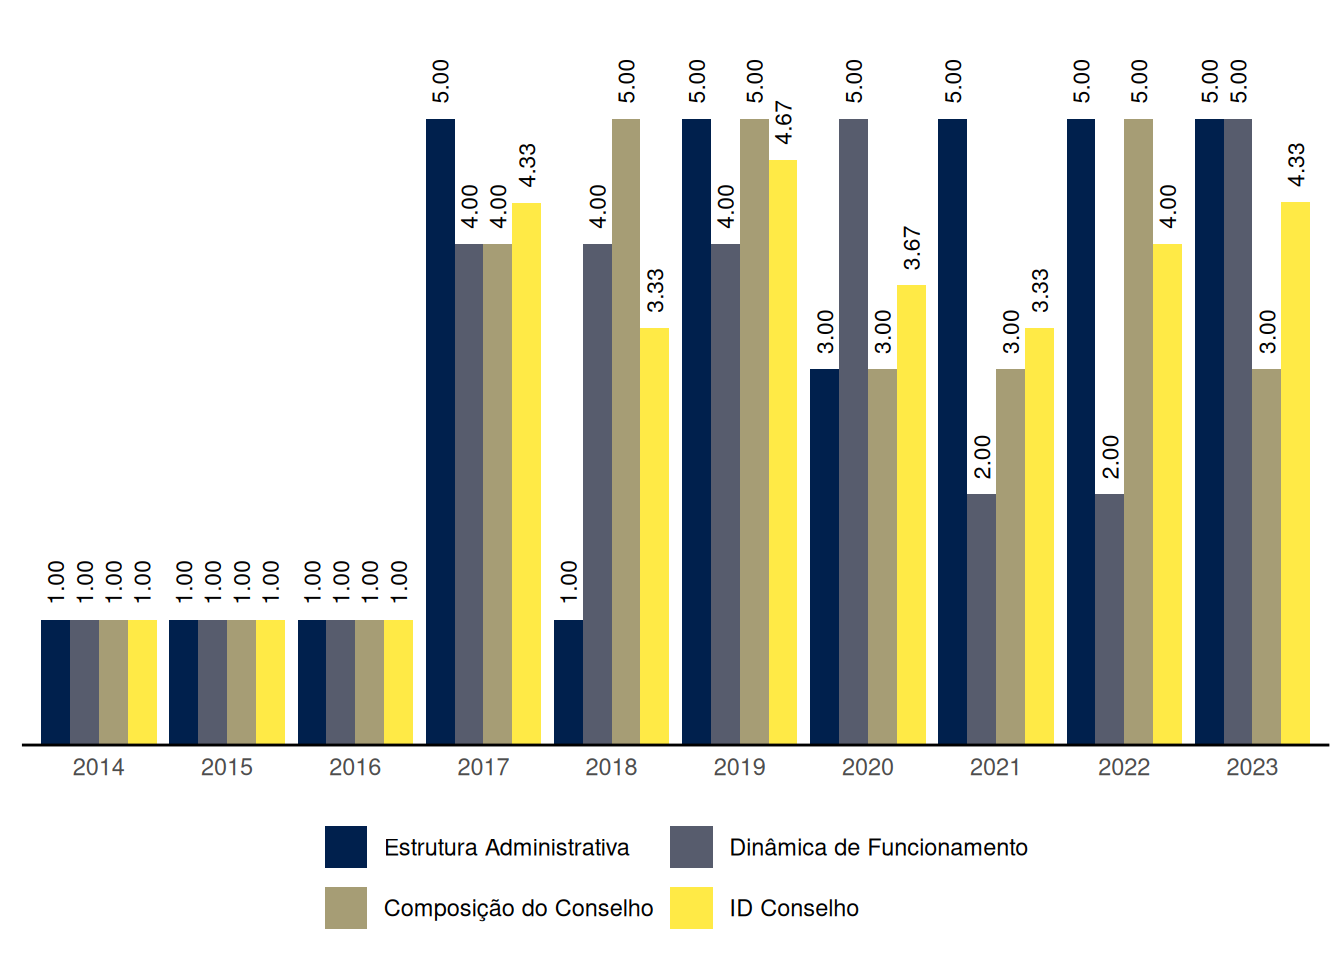 1.00 1.00 1.00 1.00 1.00 1.00 1.00 1.00 1.00 1.00 1.00 1.00 5.00 4.00 4.00 4.33 1.00 4.00 5.00 3.33 5.00 4.00 5.00 4.67 3.00 5.00 3.00 3.67 5.00 2.00 3.00 3.33 5.00 2.00 5.00 4.00 5.00 5.00 3.00 4.33
2014 2015 2016 2017 2018 2019 2020 2021 2022 2023
Estrutura Administrativa Dinâmica de Funcionamento
Composição do Conselho ID Conselho